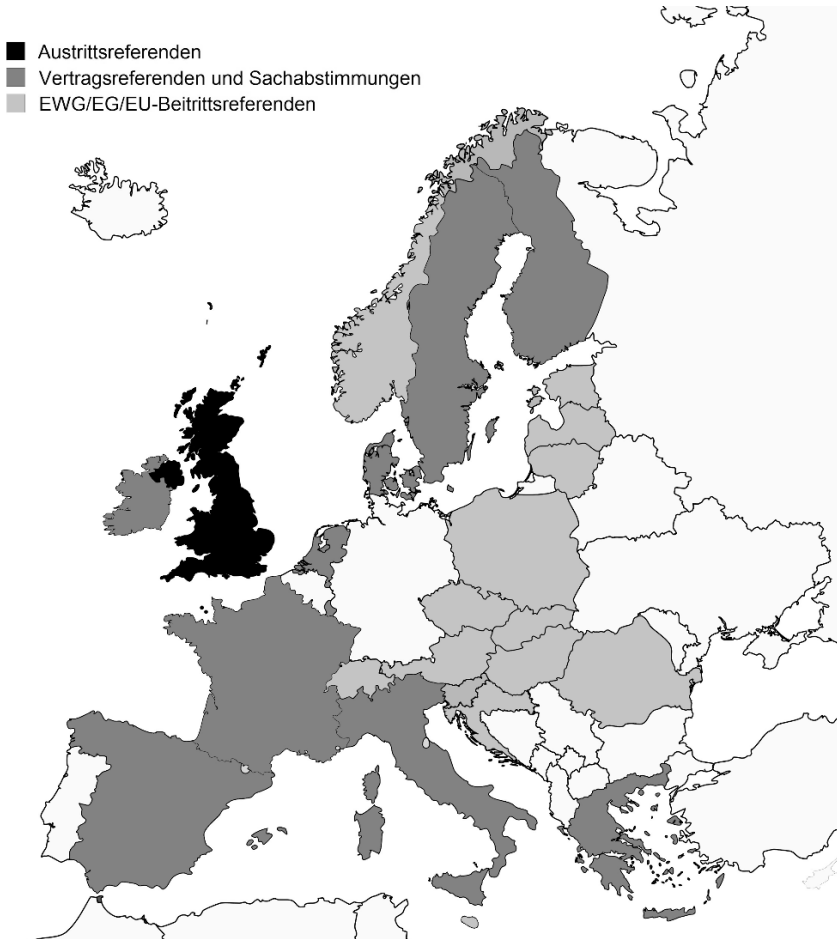 Austrittsreferenden
Vertragsreferenden und Sachabstimmungen
EWG/EG/EU-Beitrittsreferenden